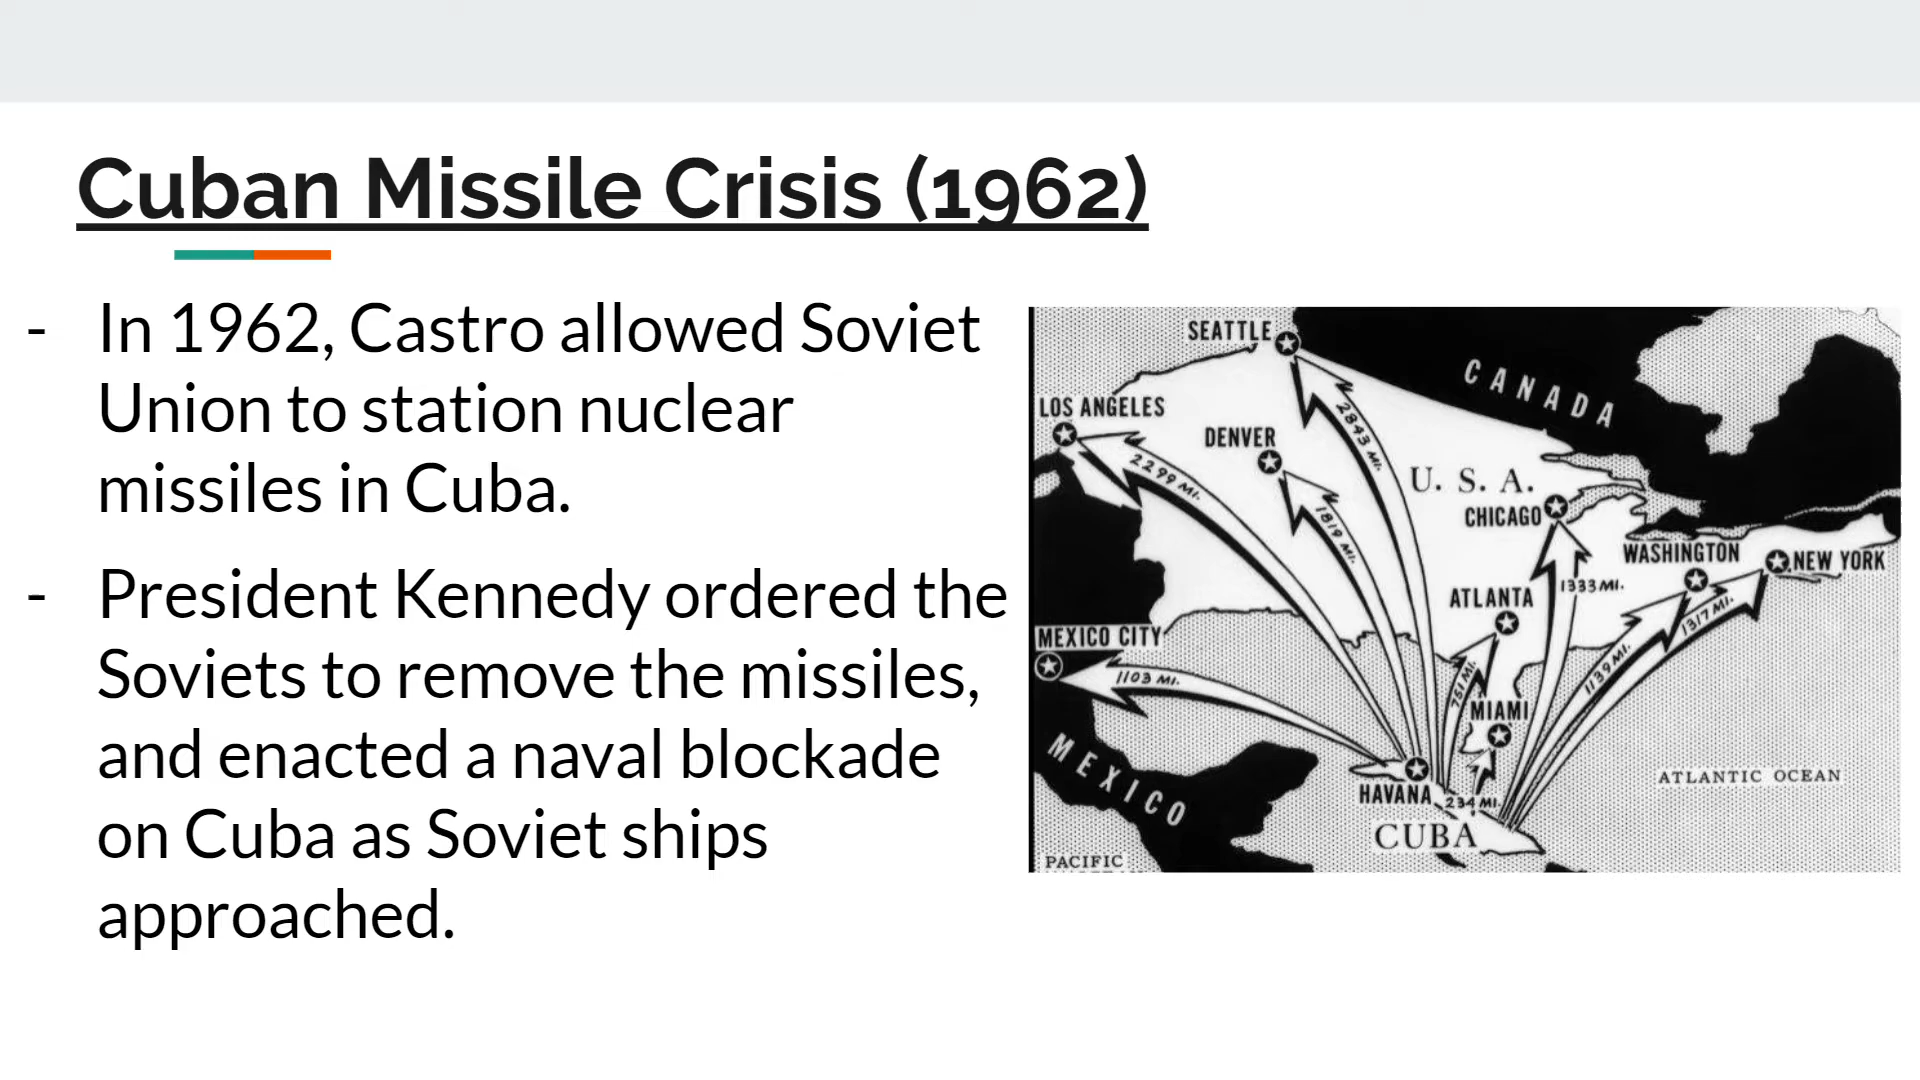 Cuban Missile Crisis (1962)
- In 1962, Castro allowed Soviet
Union to station nuclear
missiles in Cuba.
- President Kennedy ordered the
Soviets to remove the missiles,
and enacted a naval blockade
on Cuba as Soviet ships
approached.
SEATTLE
CANADA
LOS ANGELES
2843 MI.
DENVER
2299 MI.
U. S. A.
CHICAGO
1819 MI.
WASHINGTON
NEW YORK
1333 MI.
ATLANTA
1317 MI.
MEXICO CITY
1139 MI.
1103 MI.
751 MI.
MIAMI
MEXICO
ATLANTIC OCEAN
HAVANA
234 MI.
CUBA
PACIFIC